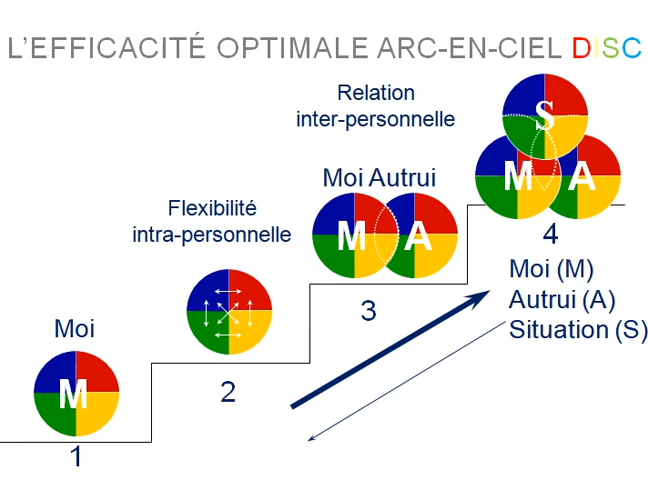 L'EFFICACITÉ OPTIMALE ARC-EN-CIEL DISC
Relation
inter-personnelle
S
M A
4
Moi (M)
Autrui (A)
Situation (S)
Moi Autrui
M A
3
Flexibilité
intra-personnelle
2
Moi
M
1